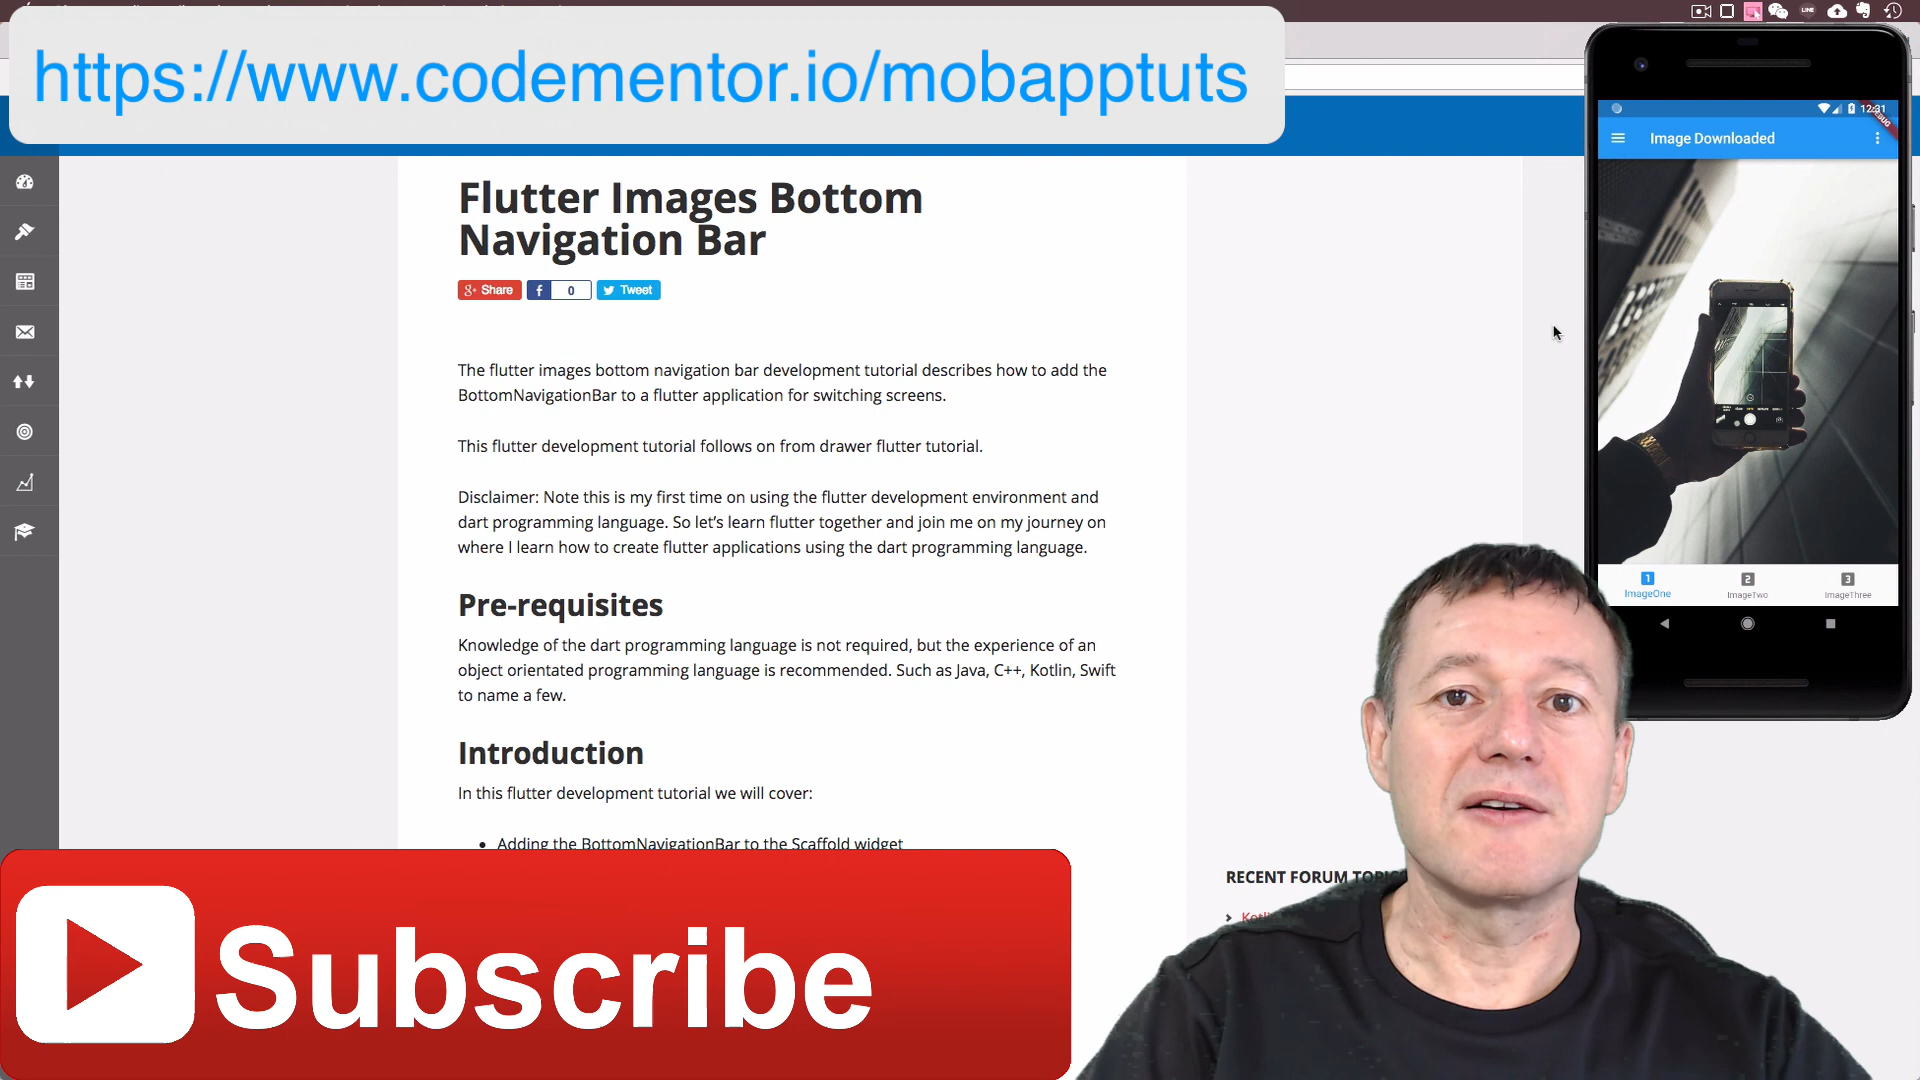 https://www.codementor.io/mobapptuts
12:31
Image Downloaded
Flutter Images Bottom
Navigation Bar
Share
0
Tweet
The flutter images bottom navigation bar development tutorial describes how to add the
BottomNavigationBar to a flutter application for switching screens.
This flutter development tutorial follows on from drawer flutter tutorial.
Disclaimer: Note this is my first time on using the flutter development environment and
dart programming language. So let's learn flutter together and join me on my journey on
where I learn how to create flutter applications using the dart programming language.
1
ImageOne
2
ImageTwo
3
ImageThree
Pre-requisites
Knowledge of the dart programming language is not required, but the experience of an
object orientated programming language is recommended. Such as Java, C++, Kotlin, Swift
to name a few.
Introduction
In this flutter development tutorial we will cover:
• Adding the BottomNavigationBar to the Scaffold widget
RECENT FORUM
Subscribe